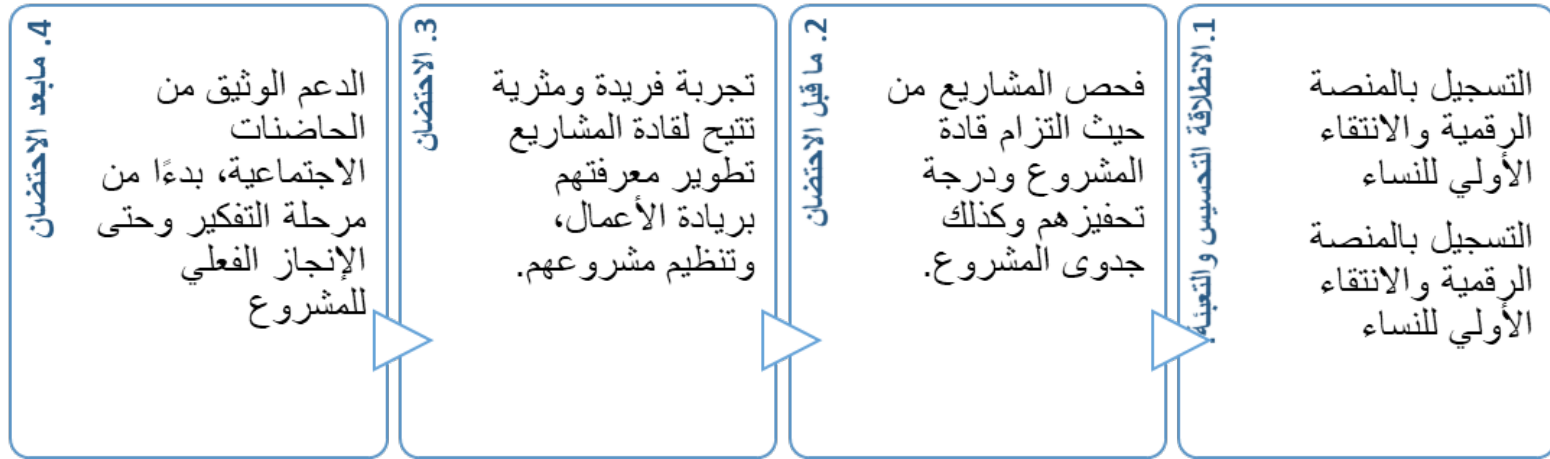 1.الانطلاقة التحسيس والتعبئة.
التسجيل بالمنصة
الرقمية والانتقاء
الأولي للنساء
التسجيل بالمنصة
الرقمية والانتقاء
الأولي للنساء
2. ما قبل الاحتضان
فحص المشاريع من
حيث التزام قادة
المشروع ودرجة
تحفيزهم وكذلك
جدوى المشروع.
3. الاحتضان
تجربة فريدة ومثرية
تتيح لقادة المشاريع
تطوير معرفتهم
بريادة الأعمال،
وتنظيم مشروعهم.
4. مابعد الاحتضان
الدعم الوثيق من
الحاضنات
الاجتماعية، بدءًا من
مرحلة التفكير وحتى
الإنجاز الفعلي
للمشروع